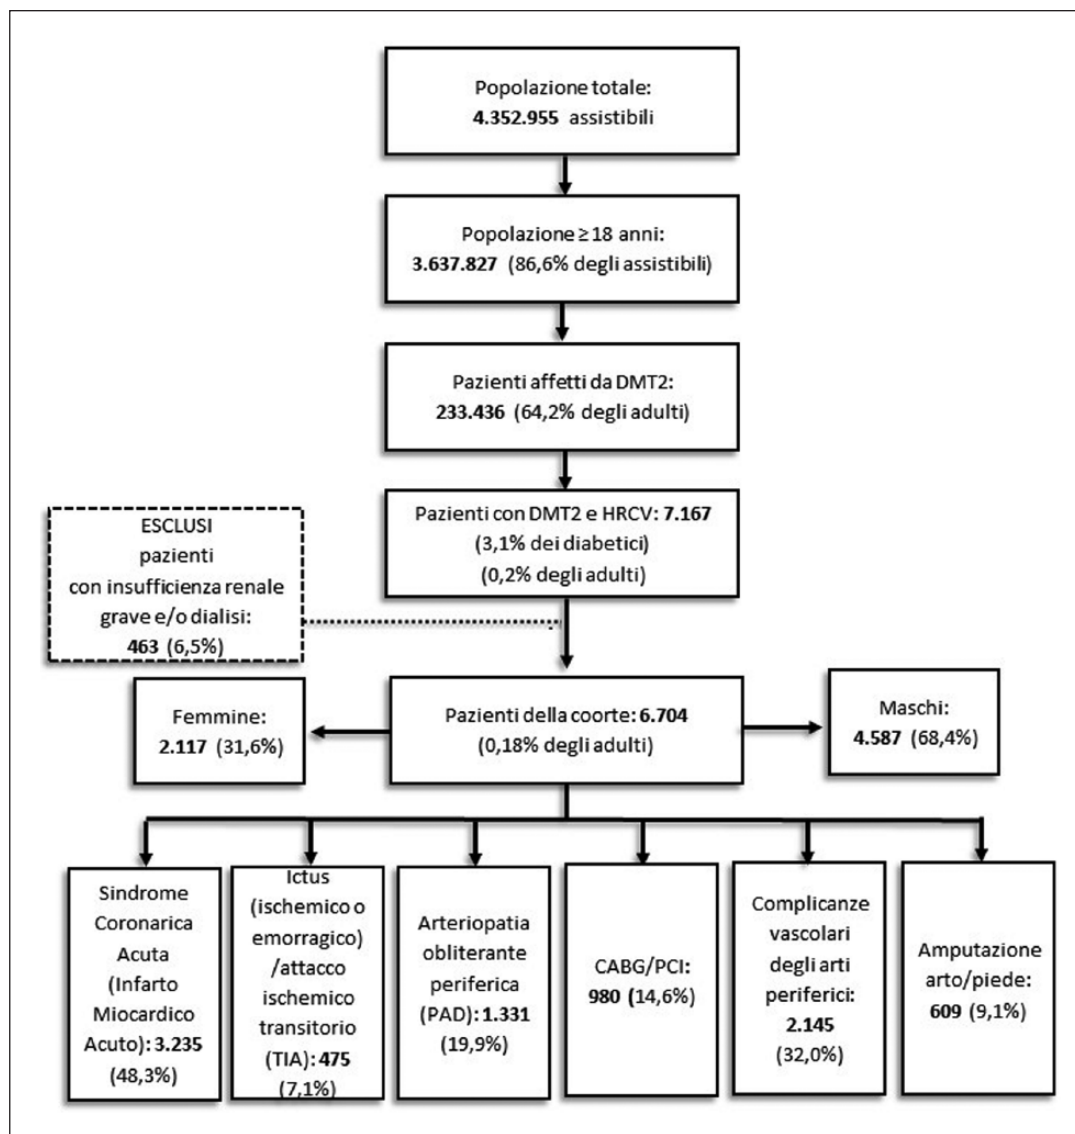 Popolazione totale:
4.352.955 assistibili
Popolazione ≥ 18 anni:
3.637.827 (86,6% degli assistibili)
Pazienti affetti da DMT2:
233.436 (64,2% degli adulti)
Pazienti con DMT2 e HRCV: 7.167
(3,1% dei diabetici)
(0,2% degli adulti)
ESCLUSI
pazienti
con insufficienza renale
grave e/o dialisi:
463 (6,5%)
Femmine:
2.117 (31,6%)
Pazienti della coorte: 6.704
(0,18% degli adulti)
Maschi:
4.587 (68,4%)
Sindrome
Coronarica
Acuta
(Infarto
Miocardico
Acuto): 3.235
(48,3%)
Ictus
(ischemico o
emorragico)
/attacco
ischemico
transitorio
(TIA): 475
(7,1%)
Arteriopatia
obliterante
periferica
(PAD): 1.331
(19,9%)
CABG/PCI:
980 (14,6%)
Complicanze
vascolari
degli arti
periferici:
2.145
(32,0%)
Amputazione
arto/piede:
609 (9,1%)